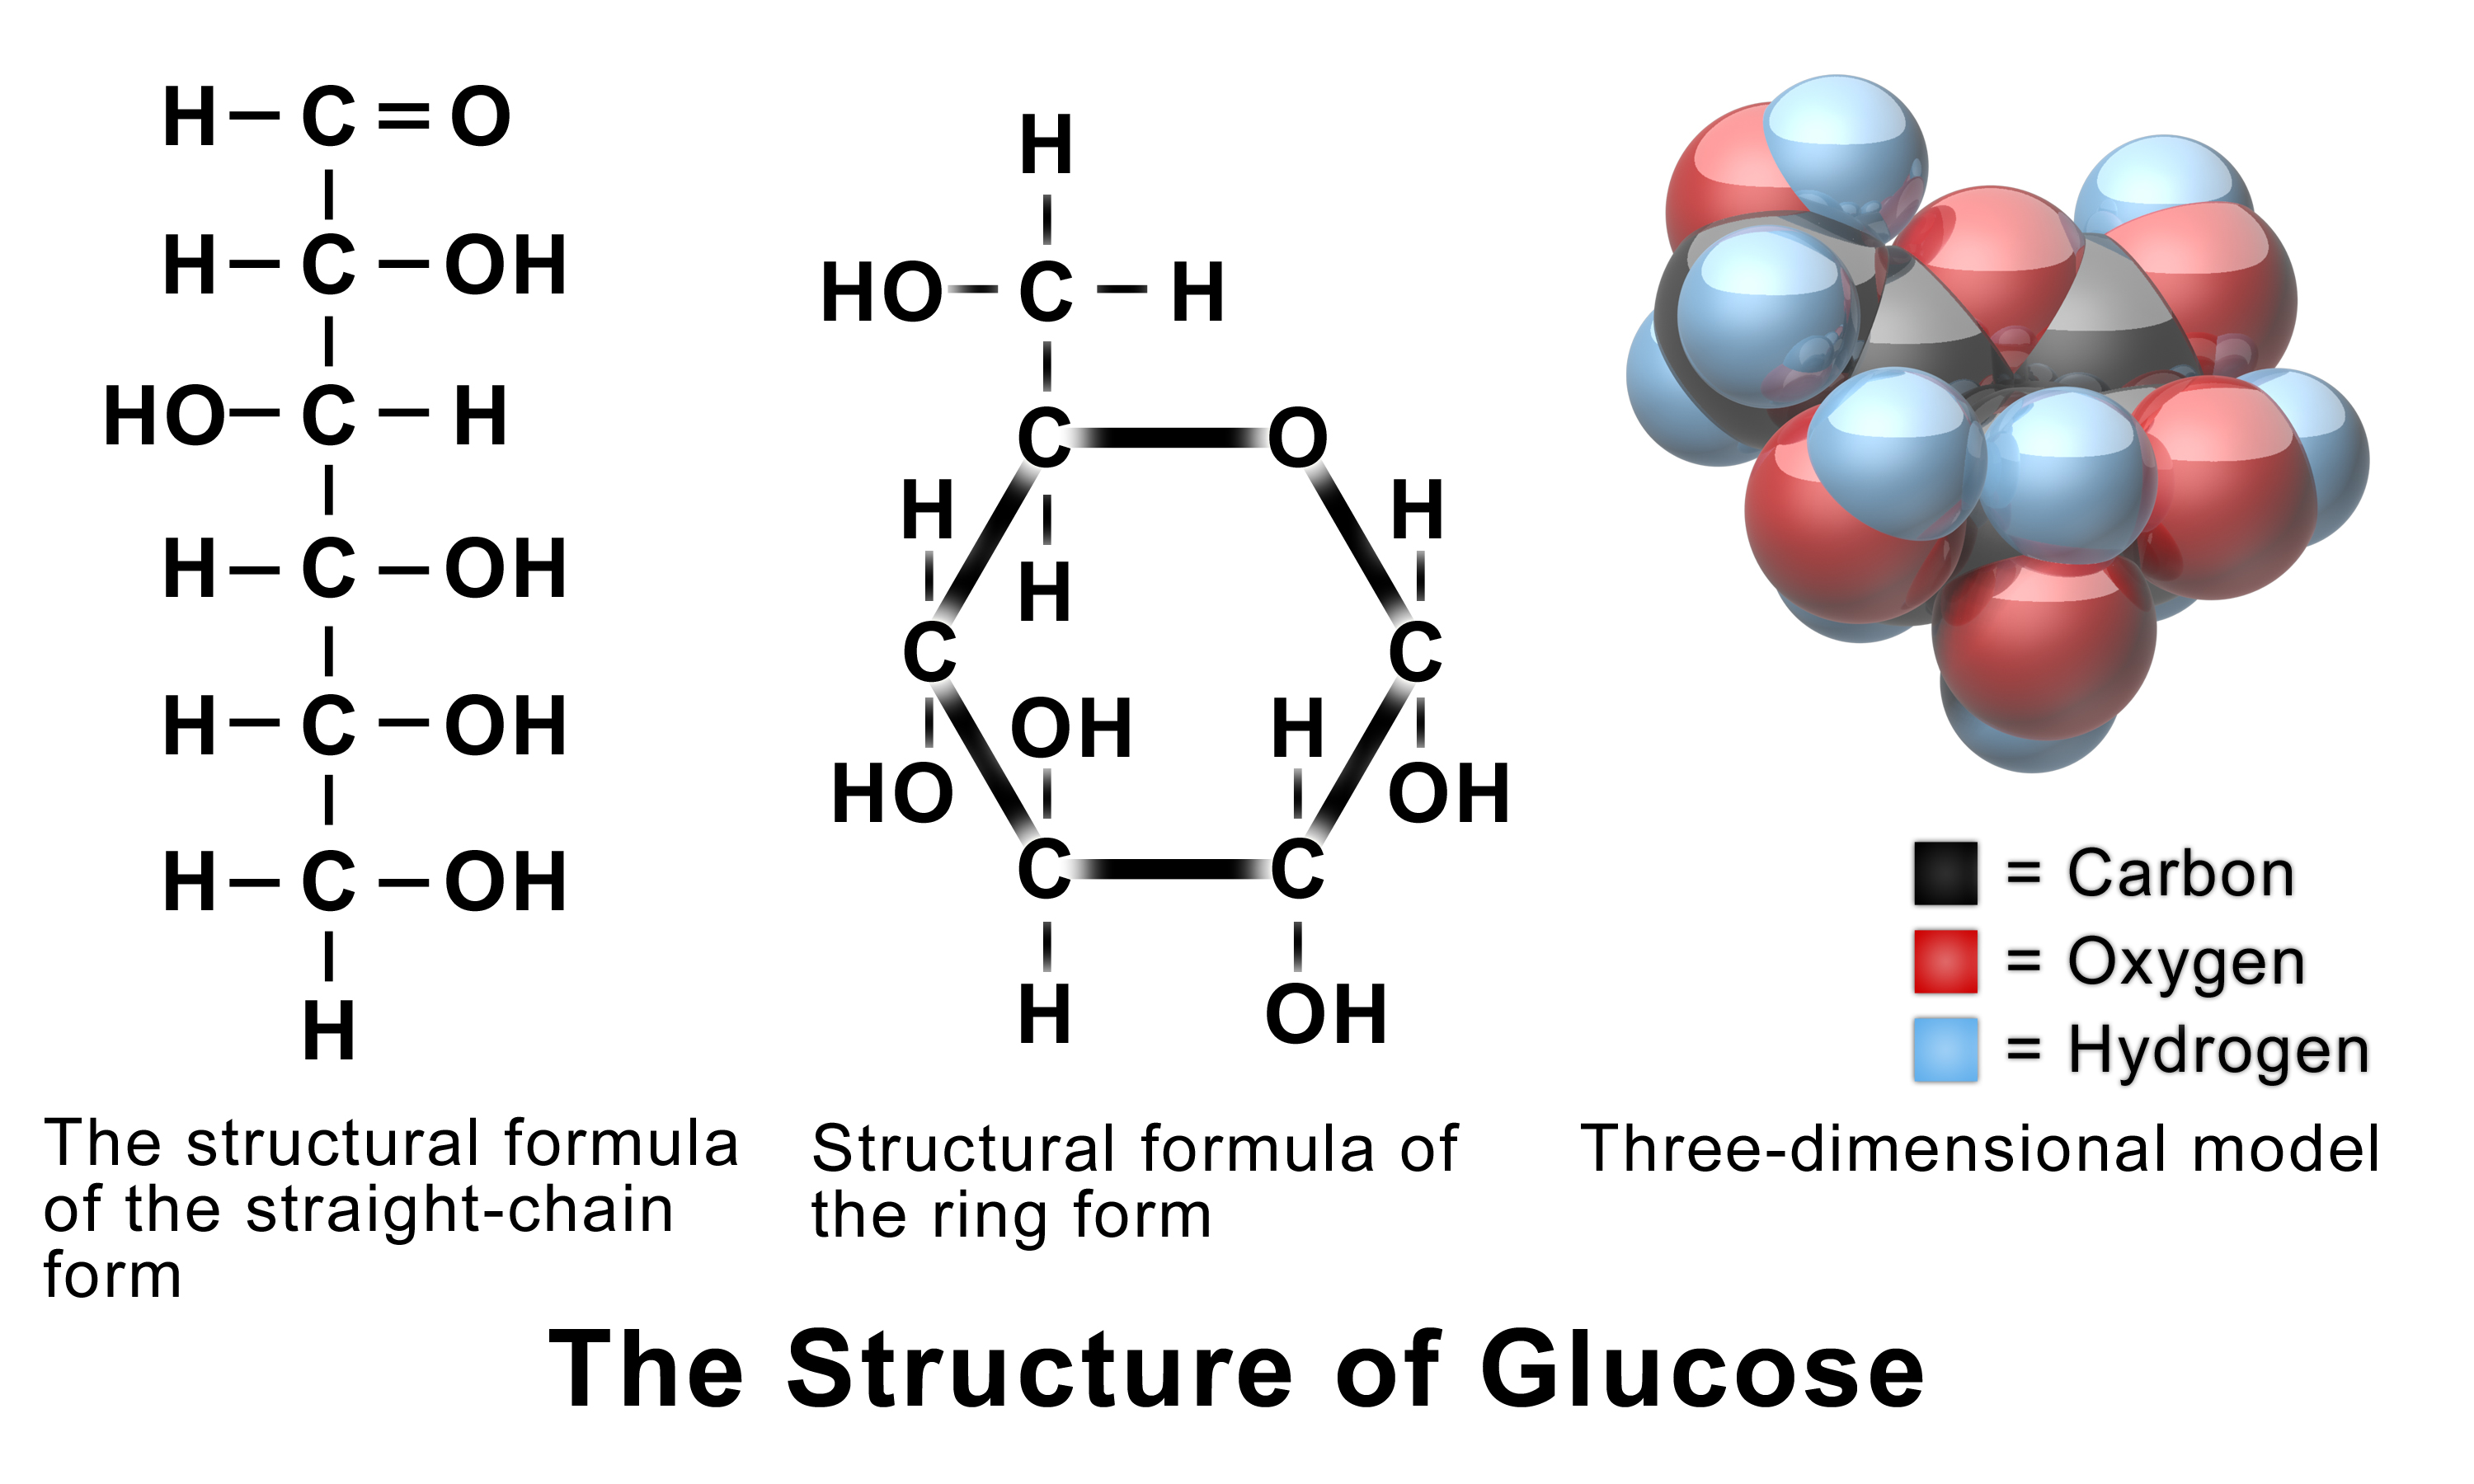 H C = O
H C OH
HO C H
H C OH
H C OH
H C OH
H
H
HO C H
C O
H H
H
C C
OH H
HO OH
C C
H OH
= Carbon
= Oxygen
= Hydrogen
The structural formula
of the straight-chain
form
Structural formula of
the ring form
Three-dimensional model
The Structure of Glucose